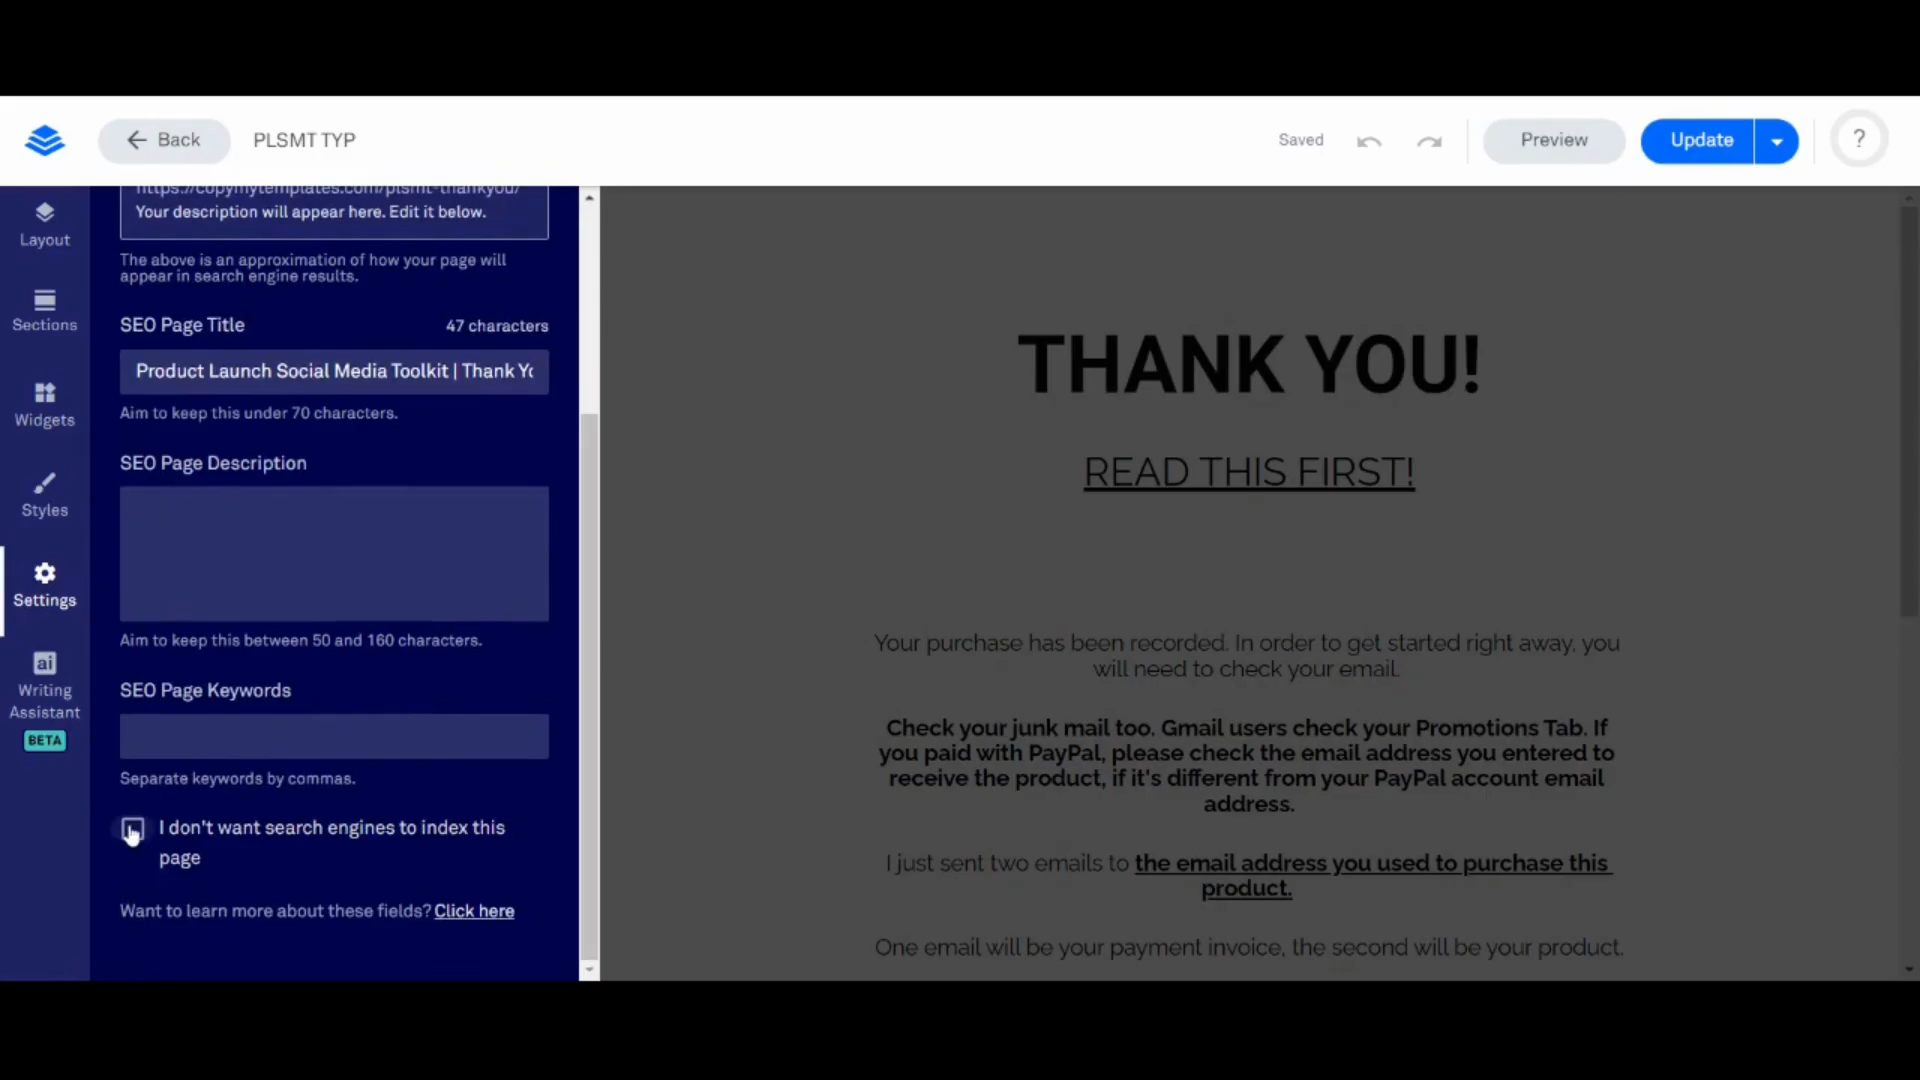 Back
PLSMT TYP
Saved
Preview
Update
?
Layout
Sections
Widgets
Styles
Settings
ai
Writing
Assistant
BETA
https://copymytemplates.com/plsmt-thankyou/
Your description will appear here. Edit it below.
The above is an approximation of how your page will
appear in search engine results.
SEO Page Title
47 characters
Product Launch Social Media Toolkit | Thank Yo
Aim to keep this under 70 characters.
SEO Page Description
Aim to keep this between 50 and 160 characters.
SEO Page Keywords
Separate keywords by commas.
I don't want search engines to index this
page
Want to learn more about these fields? Click here
THANK YOU!
READ THIS FIRST!
Your purchase has been recorded. In order to get started right away, you
will need to check your email.
Check your junk mail too. Gmail users check your Promotions Tab. If
you paid with PayPal, please check the email address you entered to
receive the product, if it's different from your PayPal account email
address.
I just sent two emails to the email address you used to purchase this
product.
One email will be your payment invoice, the second will be your product.